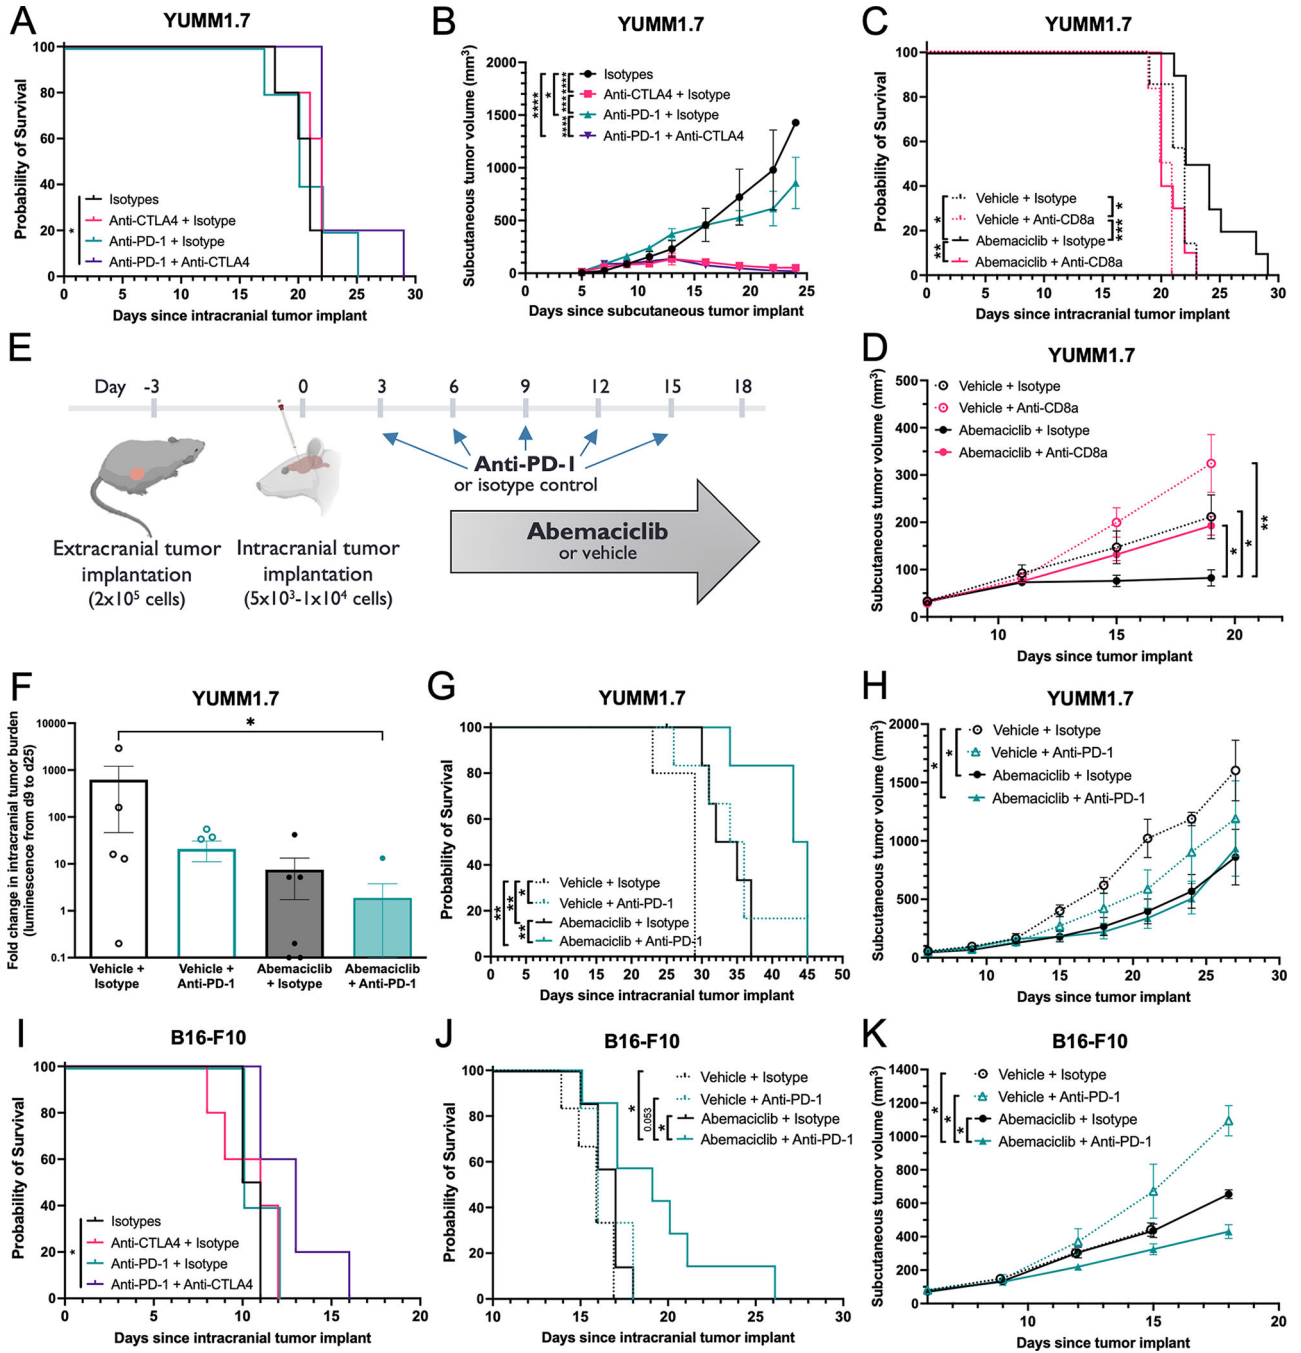 A
YUMM1.7
Probability of Survival
100
80
60
40
20
0
Isotypes
Anti-CTLA4 + Isotype
Anti-PD-1 + Isotype
Anti-PD-1 + Anti-CTLA4
*
0 5 10 15 20 25 30
Days since intracranial tumor implant
B
YUMM1.7
Subcutaneous tumor volume (mm³)
2000
1500
1000
500
0
Isotypes
Anti-CTLA4 + Isotype
Anti-PD-1 + Isotype
Anti-PD-1 + Anti-CTLA4
****
*
****
***
****
0 5 10 15 20 25
Days since subcutaneous tumor implant
C
YUMM1.7
Probability of Survival
100
80
60
40
20
0
Vehicle + Isotype
Vehicle + Anti-CD8a
Abemaciclib + Isotype
Abemaciclib + Anti-CD8a
*
**
*
***
0 5 10 15 20 25 30
Days since intracranial tumor implant
E
Day -3 0 3 6 9 12 15 18
Anti-PD-1
or isotype control
Abemaciclib
or vehicle
Extracranial tumor
implantation
(2x10⁵ cells)
Intracranial tumor
implantation
(5x10³-1x10⁴ cells)
D
YUMM1.7
Subcutaneous tumor volume (mm³)
500
400
300
200
100
0
Vehicle + Isotype
Vehicle + Anti-CD8a
Abemaciclib + Isotype
Abemaciclib + Anti-CD8a
*
*
**
10 15 20
Days since tumor implant
F
YUMM1.7
Fold change in intracranial tumor burden
(luminescence from d9 to d25)
10000
1000
100
10
1
0.1
*
Vehicle +
Isotype
Vehicle +
Anti-PD-1
Abemaciclib
+ Isotype
Abemaciclib
+ Anti-PD-1
G
YUMM1.7
Probability of Survival
100
80
60
40
20
0
Vehicle + Isotype
Vehicle + Anti-PD-1
Abemaciclib + Isotype
Abemaciclib + Anti-PD-1
**
**
*
**
0 5 10 15 20 25 30 35 40 45 50
Days since intracranial tumor implant
H
YUMM1.7
Subcutaneous tumor volume (mm³)
2000
1500
1000
500
0
Vehicle + Isotype
Vehicle + Anti-PD-1
Abemaciclib + Isotype
Abemaciclib + Anti-PD-1
*
*
10 15 20 25 30
Days since tumor implant
I
B16-F10
Probability of Survival
100
80
60
40
20
0
Isotypes
Anti-CTLA4 + Isotype
Anti-PD-1 + Isotype
Anti-PD-1 + Anti-CTLA4
*
0 5 10 15 20
Days since intracranial tumor implant
J
B16-F10
Probability of Survival
100
80
60
40
20
0
Vehicle + Isotype
Vehicle + Anti-PD-1
Abemaciclib + Isotype
Abemaciclib + Anti-PD-1
*
0.053
*
10 15 20 25 30
Days since intracranial tumor implant
K
B16-F10
Subcutaneous tumor volume (mm³)
1400
1200
1000
800
600
400
200
0
Vehicle + Isotype
Vehicle + Anti-PD-1
Abemaciclib + Isotype
Abemaciclib + Anti-PD-1
*
*
*
10 15 20
Days since tumor implant